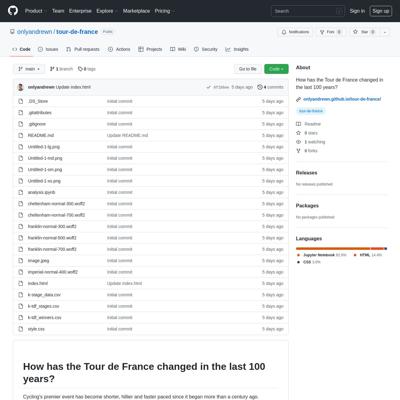 Product
Team
Enterprise
Explore
Marketplace
Pricing
Search
Sign in
Sign up
onlyandrewn / tour-de-france
Public
Notifications
Fork 0
Star 0
Code
Issues
Pull requests
Actions
Projects
Wiki
Security
Insights
main
1 branch
0 tags
Go to file
Code
onlyandrewn Update index.html
5 days ago
4 commits
.DS_Store Initial commit 5 days ago
.gitattributes Initial commit 5 days ago
.gitignore Initial commit 5 days ago
README.md Update README.md 5 days ago
Untitled-1-lg.png Initial commit 5 days ago
Untitled-1-md.png Initial commit 5 days ago
Untitled-1-sm.png Initial commit 5 days ago
Untitled-1-xs.png Initial commit 5 days ago
analysis.ipynb Initial commit 5 days ago
cheltenham-normal-300.woff2 Initial commit 5 days ago
cheltenham-normal-700.woff2 Initial commit 5 days ago
franklin-normal-300.woff2 Initial commit 5 days ago
franklin-normal-500.woff2 Initial commit 5 days ago
franklin-normal-700.woff2 Initial commit 5 days ago
image.jpeg Initial commit 5 days ago
imperial-normal-400.woff2 Initial commit 5 days ago
index.html Update index.html 5 days ago
k-stage_data.csv Initial commit 5 days ago
k-tdf_stages.csv Initial commit 5 days ago
k-tdf_winners.csv Initial commit 5 days ago
style.css Initial commit 5 days ago
How has the Tour de France changed in the last 100
years?
Cycling's premier event has become shorter, hillier and faster paced since it began more than a century ago.
About
How has the Tour de France changed in
the last 100 years?
onlyandrewn.github.io/tour-de-france/
tour-de-france
Readme
0 stars
1 watching
0 forks
Releases
No releases published
Packages
No packages published
Languages
Jupyter Notebook
HTML 14.4%
CSS